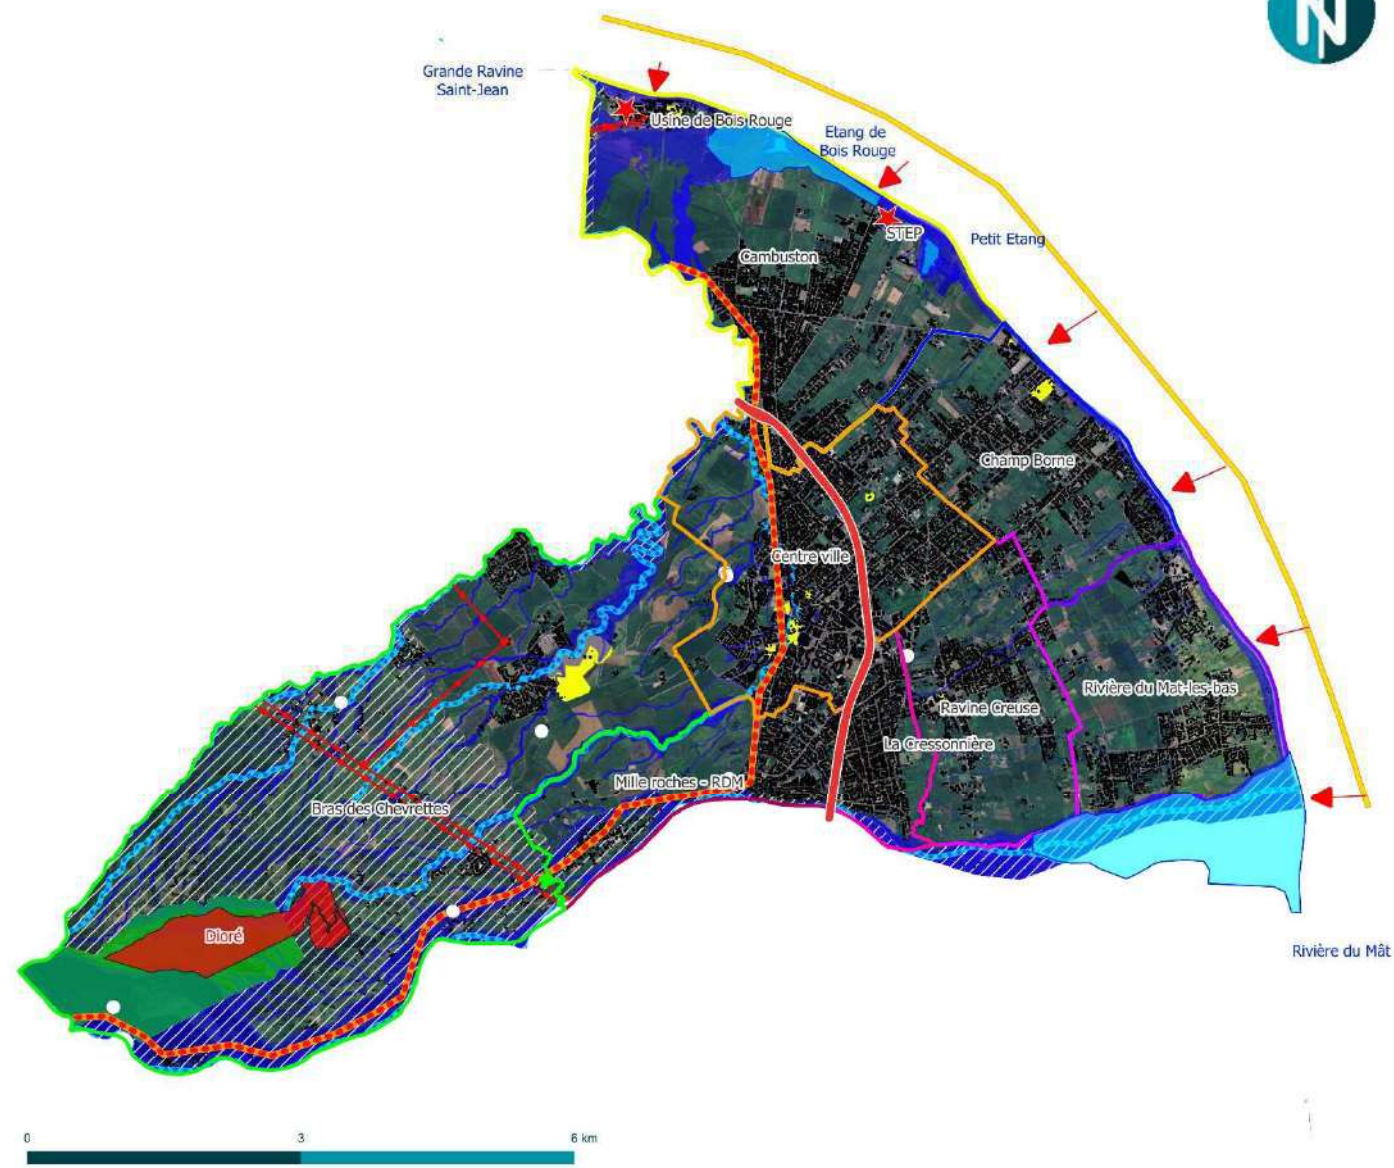 N
Grande Ravine
Saint-Jean
Usine de Bois Rouge
Etang de
Bois Rouge
STEP
Petit Etang
Cambuston
Champ Borne
Centre ville
Rivière du Mat-les-bas
Ravine Creuse
La Cressonnière
Mille roches - RDM
Bras des Chevrettes
Dioré
Rivière du Mât
0
3
6 km